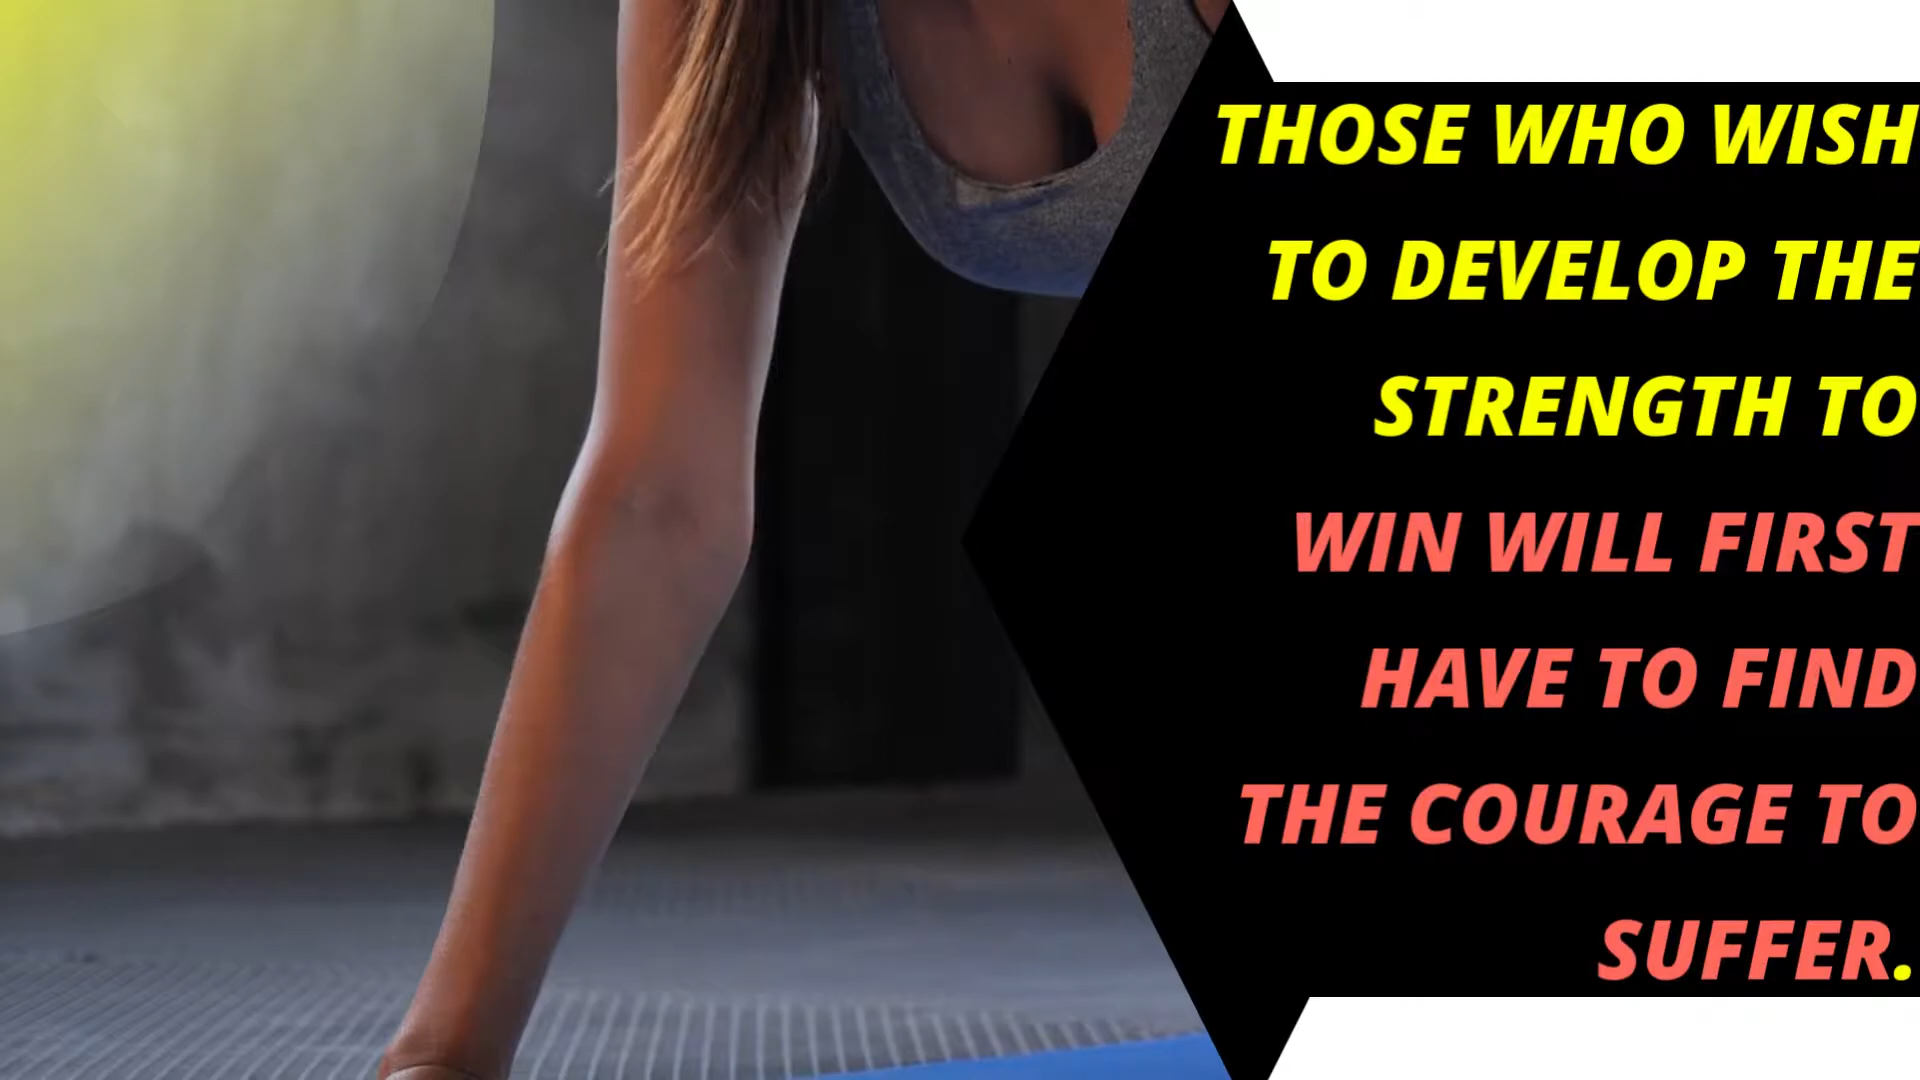 THOSE WHO WISH
TO DEVELOP THE
STRENGTH TO
WIN WILL FIRST
HAVE TO FIND
THE COURAGE TO
SUFFER.